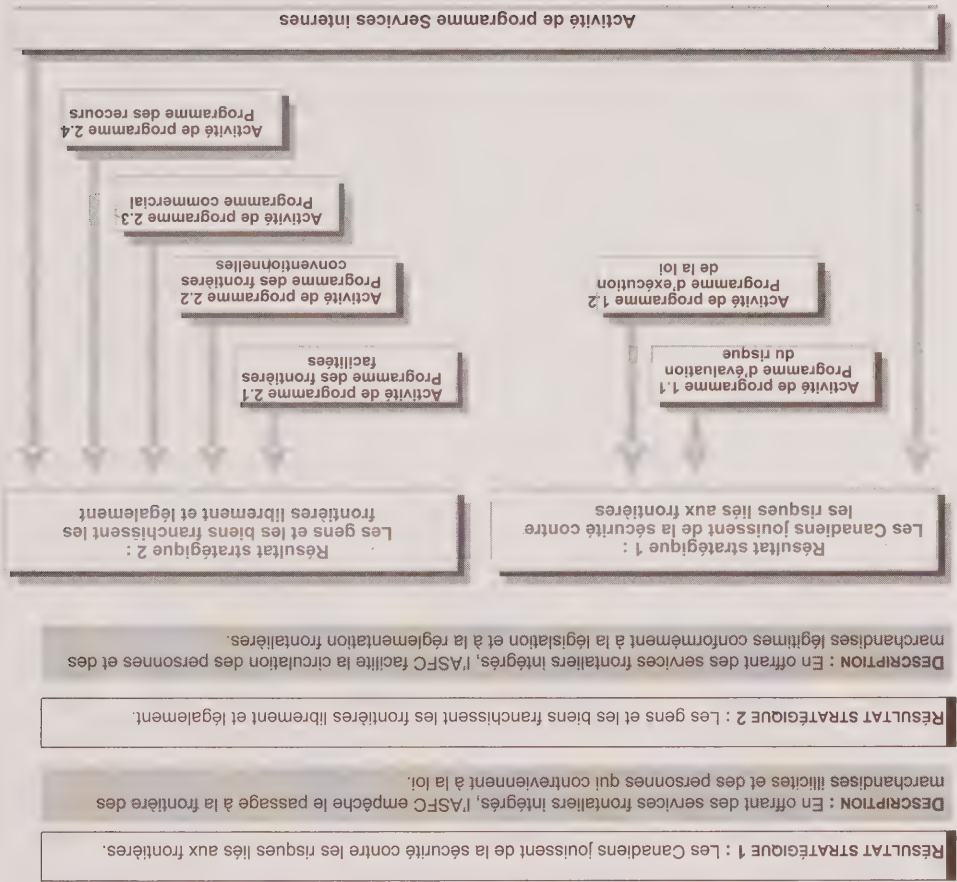 RÉSULTAT STRATÉGIQUE 1 : Les Canadiens jouissent de la sécurité contre les risques liés aux frontières.
DESCRIPTION : En offrant des services frontaliers intégrés, l'ASFC empêche le passage à la frontière des
marchandises illicites et des personnes qui contreviennent à la loi.
RÉSULTAT STRATÉGIQUE 2 : Les gens et les biens franchissent les frontières librement et légalement.
DESCRIPTION : En offrant des services frontaliers intégrés, l'ASFC facilite la circulation des personnes et des
marchandises légitimes conformément à la législation et à la réglementation frontalières.
Résultat stratégique 1 :
Les Canadiens jouissent de la sécurité contre
les risques liés aux frontières
Résultat stratégique 2 :
Les gens et les biens franchissent les
frontières librement et légalement
Activité de programme 1.1
Programme d'évaluation
du risque
Activité de programme 1.2
Programme d'exécution
de la loi
Activité de programme 2.1
Programme des frontières
facilitées
Activité de programme 2.2
Programme des frontières
conventionnelles
Activité de programme 2.3
Programme commercial
Activité de programme 2.4
Programme des recours
Activité de programme Services internes